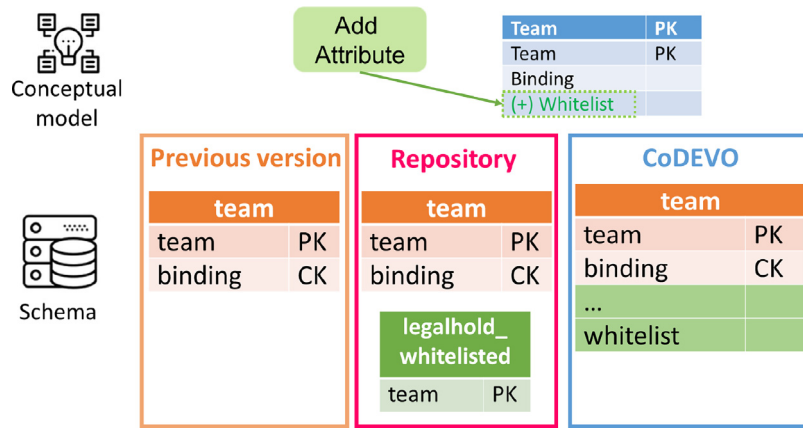 Conceptual
model
Add
Attribute
Team PK
Team PK
Binding
(+) Whitelist
Schema
Previous version
team
team PK
binding CK
Repository
team
team PK
binding CK
legalhold_
whitelisted
team PK
CoDEVO
team
team PK
binding CK
...
whitelist